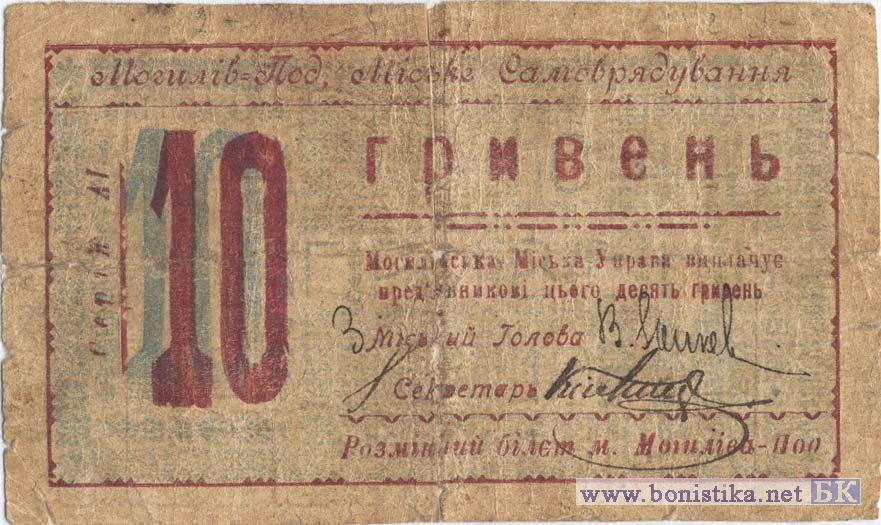 Могилів=Под, Міське Самоврядування
Серія АІ
10
гривень
Могилівська Міська Управа виплачує
пред'явникові цього десять гривень
З Міський Голова
Секретарь
Розмінний білєт м. Могилів-Под
www.bonistika.net БК